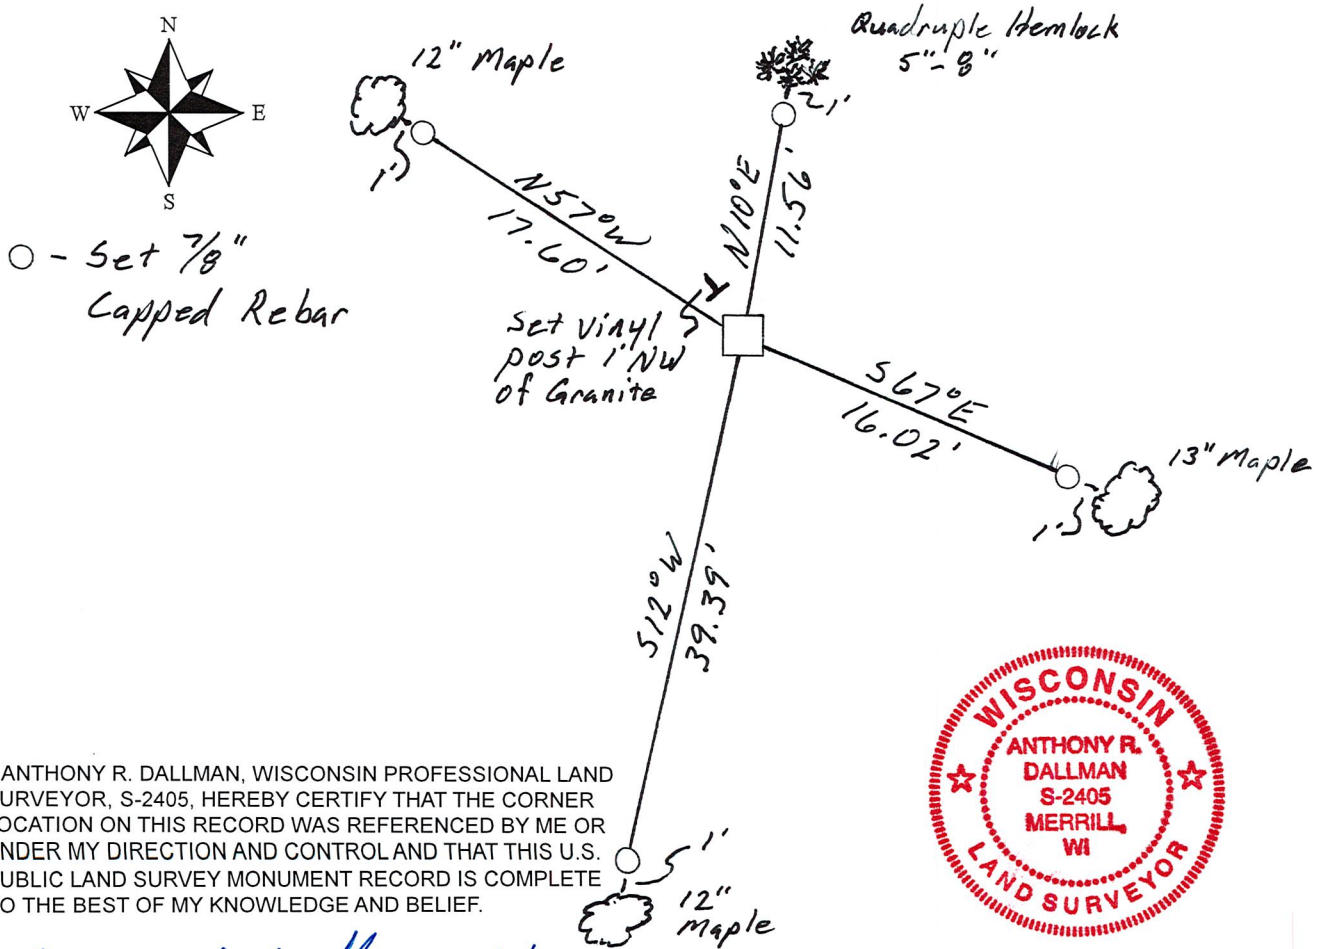 N
W
E
S
12" Maple
1'
Quadruple Hemlock
5"-8"
2'
N57°W
17.60'
N10°E
11.56'
O - Set 7/8"
Capped Rebar
Set vinyl
post 1' NW
of Granite
S67°E
16.02'
13" Maple
1'
S12°W
39.39'
1'
12"
Maple
ANTHONY R. DALLMAN, WISCONSIN PROFESSIONAL LAND
URVEYOR, S-2405, HEREBY CERTIFY THAT THE CORNER
OCATION ON THIS RECORD WAS REFERENCED BY ME OR
NDER MY DIRECTION AND CONTROL AND THAT THIS U.S.
UBLIC LAND SURVEY MONUMENT RECORD IS COMPLETE
O THE BEST OF MY KNOWLEDGE AND BELIEF.
WISCONSIN
ANTHONY R.
DALLMAN
S-2405
MERRILL,
WI
LAND SURVEYOR